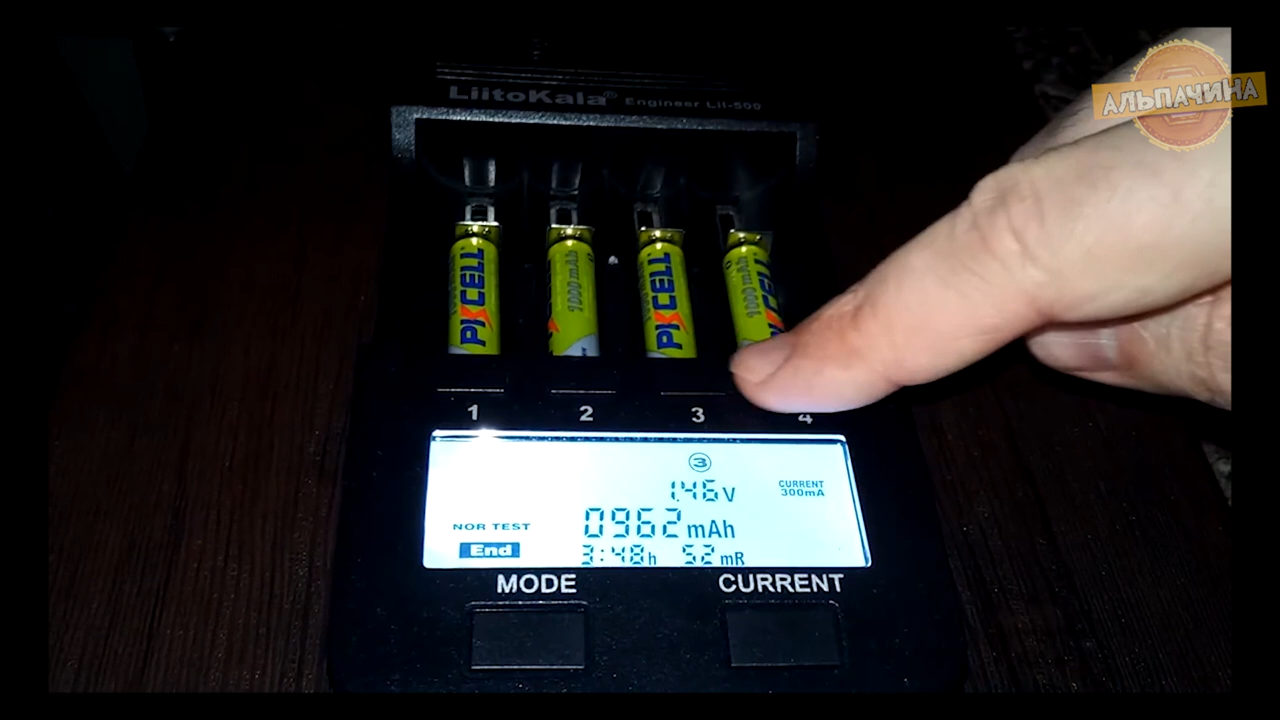 LiitoKala® Engineer Lii-500
АЛЬПАЧИНА
PKCELL
1000mAh
PKCELL
1000mAh
PKCELL
1 2 3 4
3
1.46V
CURRENT
300mA
NOR TEST
0962mAh
End
3:48h 52mR
MODE CURRENT